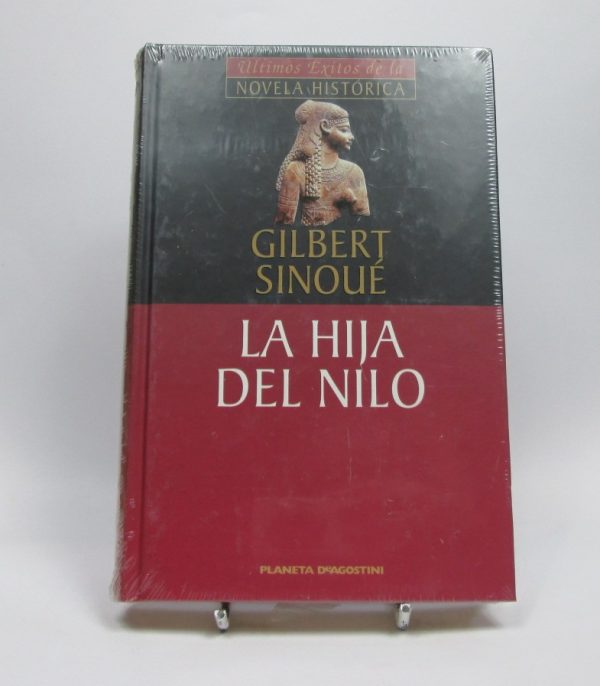 Ultimos Exitos de la
NOVELA HISTÓRICA
GILBERT
SINOUÉ
LA HIJA
DEL NILO
PLANETA DEAGOSTINI